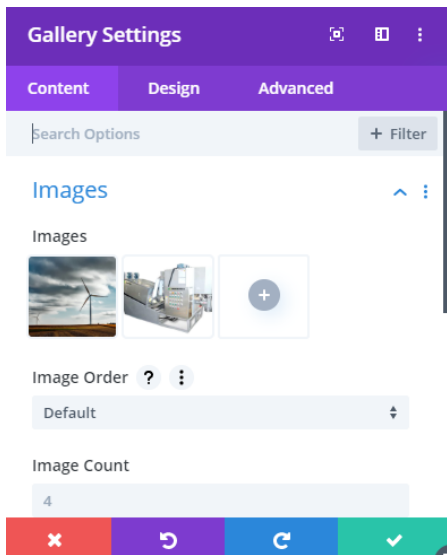 Gallery Settings
Content Design Advanced
Search Options + Filter
Images
Images
Image Order ?
Default
Image Count
4